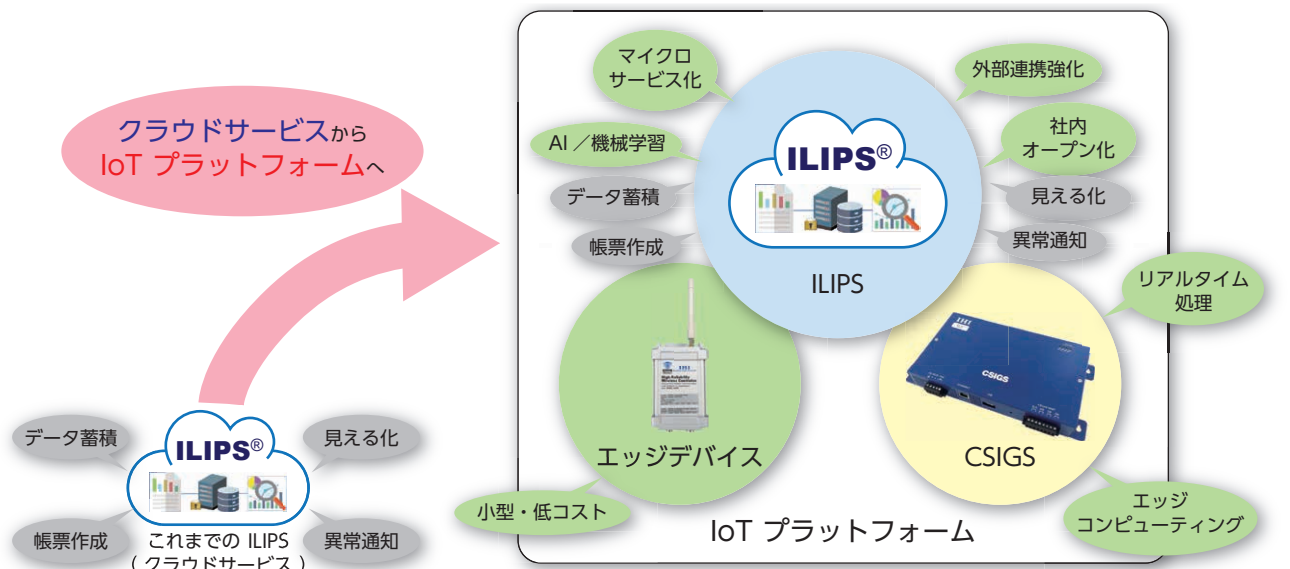 クラウドサービスから
IoT プラットフォームへ
データ蓄積
ILIPS®
見える化
帳票作成
これまでの ILIPS
( クラウドサービス )
異常通知
マイクロ
サービス化
外部連携強化
AI ／機械学習
ILIPS®
社内
オープン化
データ蓄積
見える化
帳票作成
異常通知
ILIPS
リアルタイム
処理
IHI
High-Reliability
CSIGS
エッジデバイス
CSIGS
小型・低コスト
エッジ
コンピューティング
IoT プラットフォーム